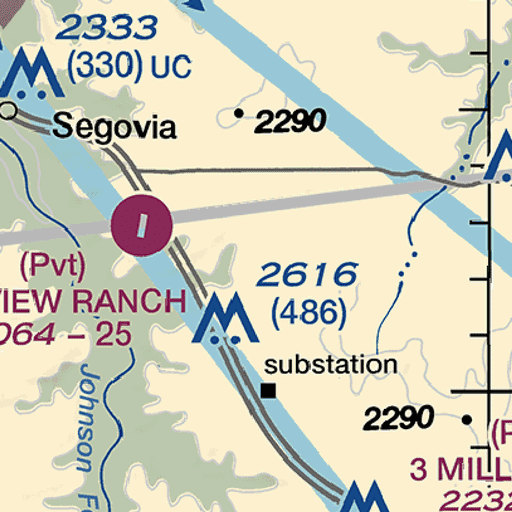 2333
(330) UC
Segovia
2290
(Pvt)
VIEW RANCH
064 - 25
2616
(486)
substation
2290
3 MILL
2232
Johnson